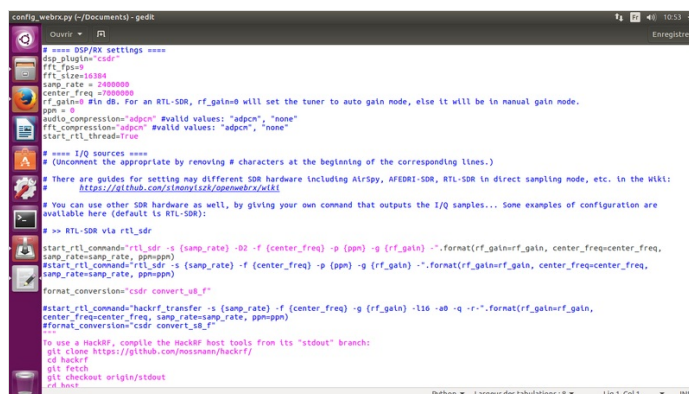 config_webrx.py (~/Documents) - gedit
Fr
10:53
Ouvrir
Enregistrer
# ==== DSP/RX settings ====
dsp_plugin="csdr"
fft_fps=9
fft_size=16384
samp_rate = 2400000
center_freq =7000000
rf_gain=0 #in dB. For an RTL-SDR, rf_gain=0 will set the tuner to auto gain mode, else it will be in manual gain mode.
ppm = 0
audio_compression="adpcm" #valid values: "adpcm", "none"
fft_compression="adpcm" #valid values: "adpcm", "none"
start_rtl_thread=True
# ==== I/Q sources ====
# (Uncomment the appropriate by removing # characters at the beginning of the corresponding lines.)
# There are guides for setting may different SDR hardware including AirSpy, AFEDRI-SDR, RTL-SDR in direct sampling mode, etc. in the Wiki:
# https://github.com/simonyiszk/openwebrx/wiki
# You can use other SDR hardware as well, by giving your own command that outputs the I/Q samples... Some examples of configuration are
available here (default is RTL-SDR):
# >> RTL-SDR via rtl_sdr
start_rtl_command="rtl_sdr -s {samp_rate} -D2 -f {center_freq} -p {ppm} -g {rf_gain} -".format(rf_gain=rf_gain, center_freq=center_freq,
samp_rate=samp_rate, ppm=ppm)
#start_rtl_command="rtl_sdr -s {samp_rate} -f {center_freq} -p {ppm} -g {rf_gain} -".format(rf_gain=rf_gain, center_freq=center_freq,
samp_rate=samp_rate, ppm=ppm)
format_conversion="csdr convert_u8_f"
#start_rtl_command="hackrf_transfer -s {samp_rate} -f {center_freq} -g {rf_gain} -l16 -a0 -q -r-".format(rf_gain=rf_gain,
center_freq=center_freq, samp_rate=samp_rate, ppm=ppm)
#format_conversion="csdr convert_s8_f"
"""
To use a HackRF, compile the HackRF host tools from its "stdout" branch:
git clone https://github.com/mossmann/hackrf/
cd hackrf
git fetch
git checkout origin/stdout
cd host
Python
Largeur des tabulations : 8
Lig 1, Col 1